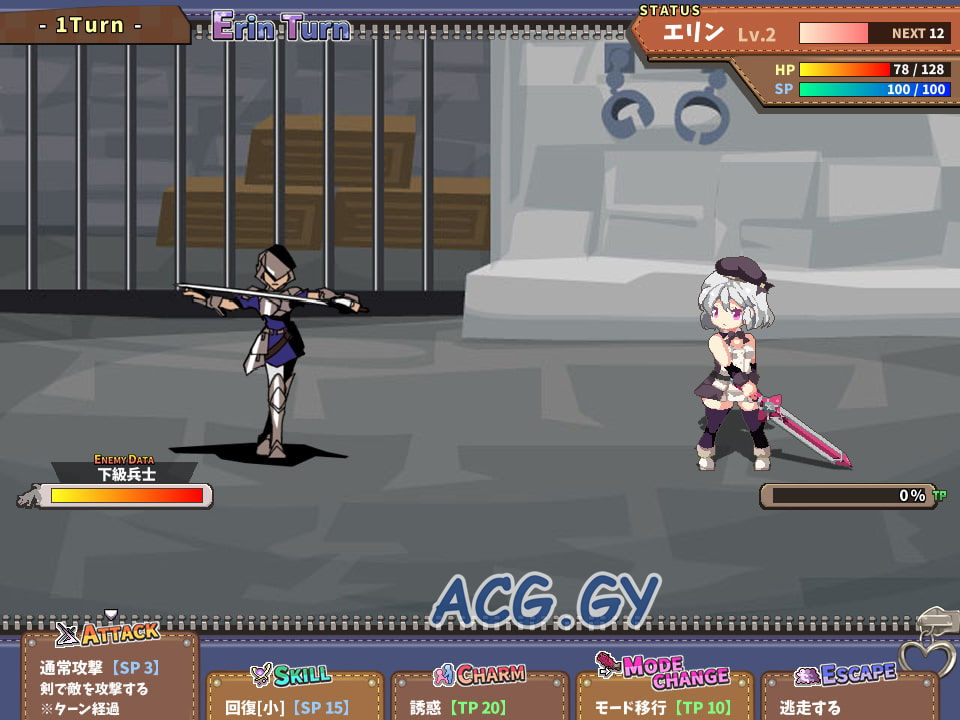 - 1Turn -
Erin Turn
STATUS
エリン Lv.2
NEXT 12
HP 78 / 128
SP 100 / 100
ENEMY DATA
下級兵士
0% TP
ACG.GY
ATTACK
通常攻撃【SP 3】
剣で敵を攻撃する
※ターン経過
SKILL
回復[小]【SP 15】
CHARM
誘惑【TP 20】
MODE CHANGE
モード移行【TP 10】
ESCAPE
逃走する